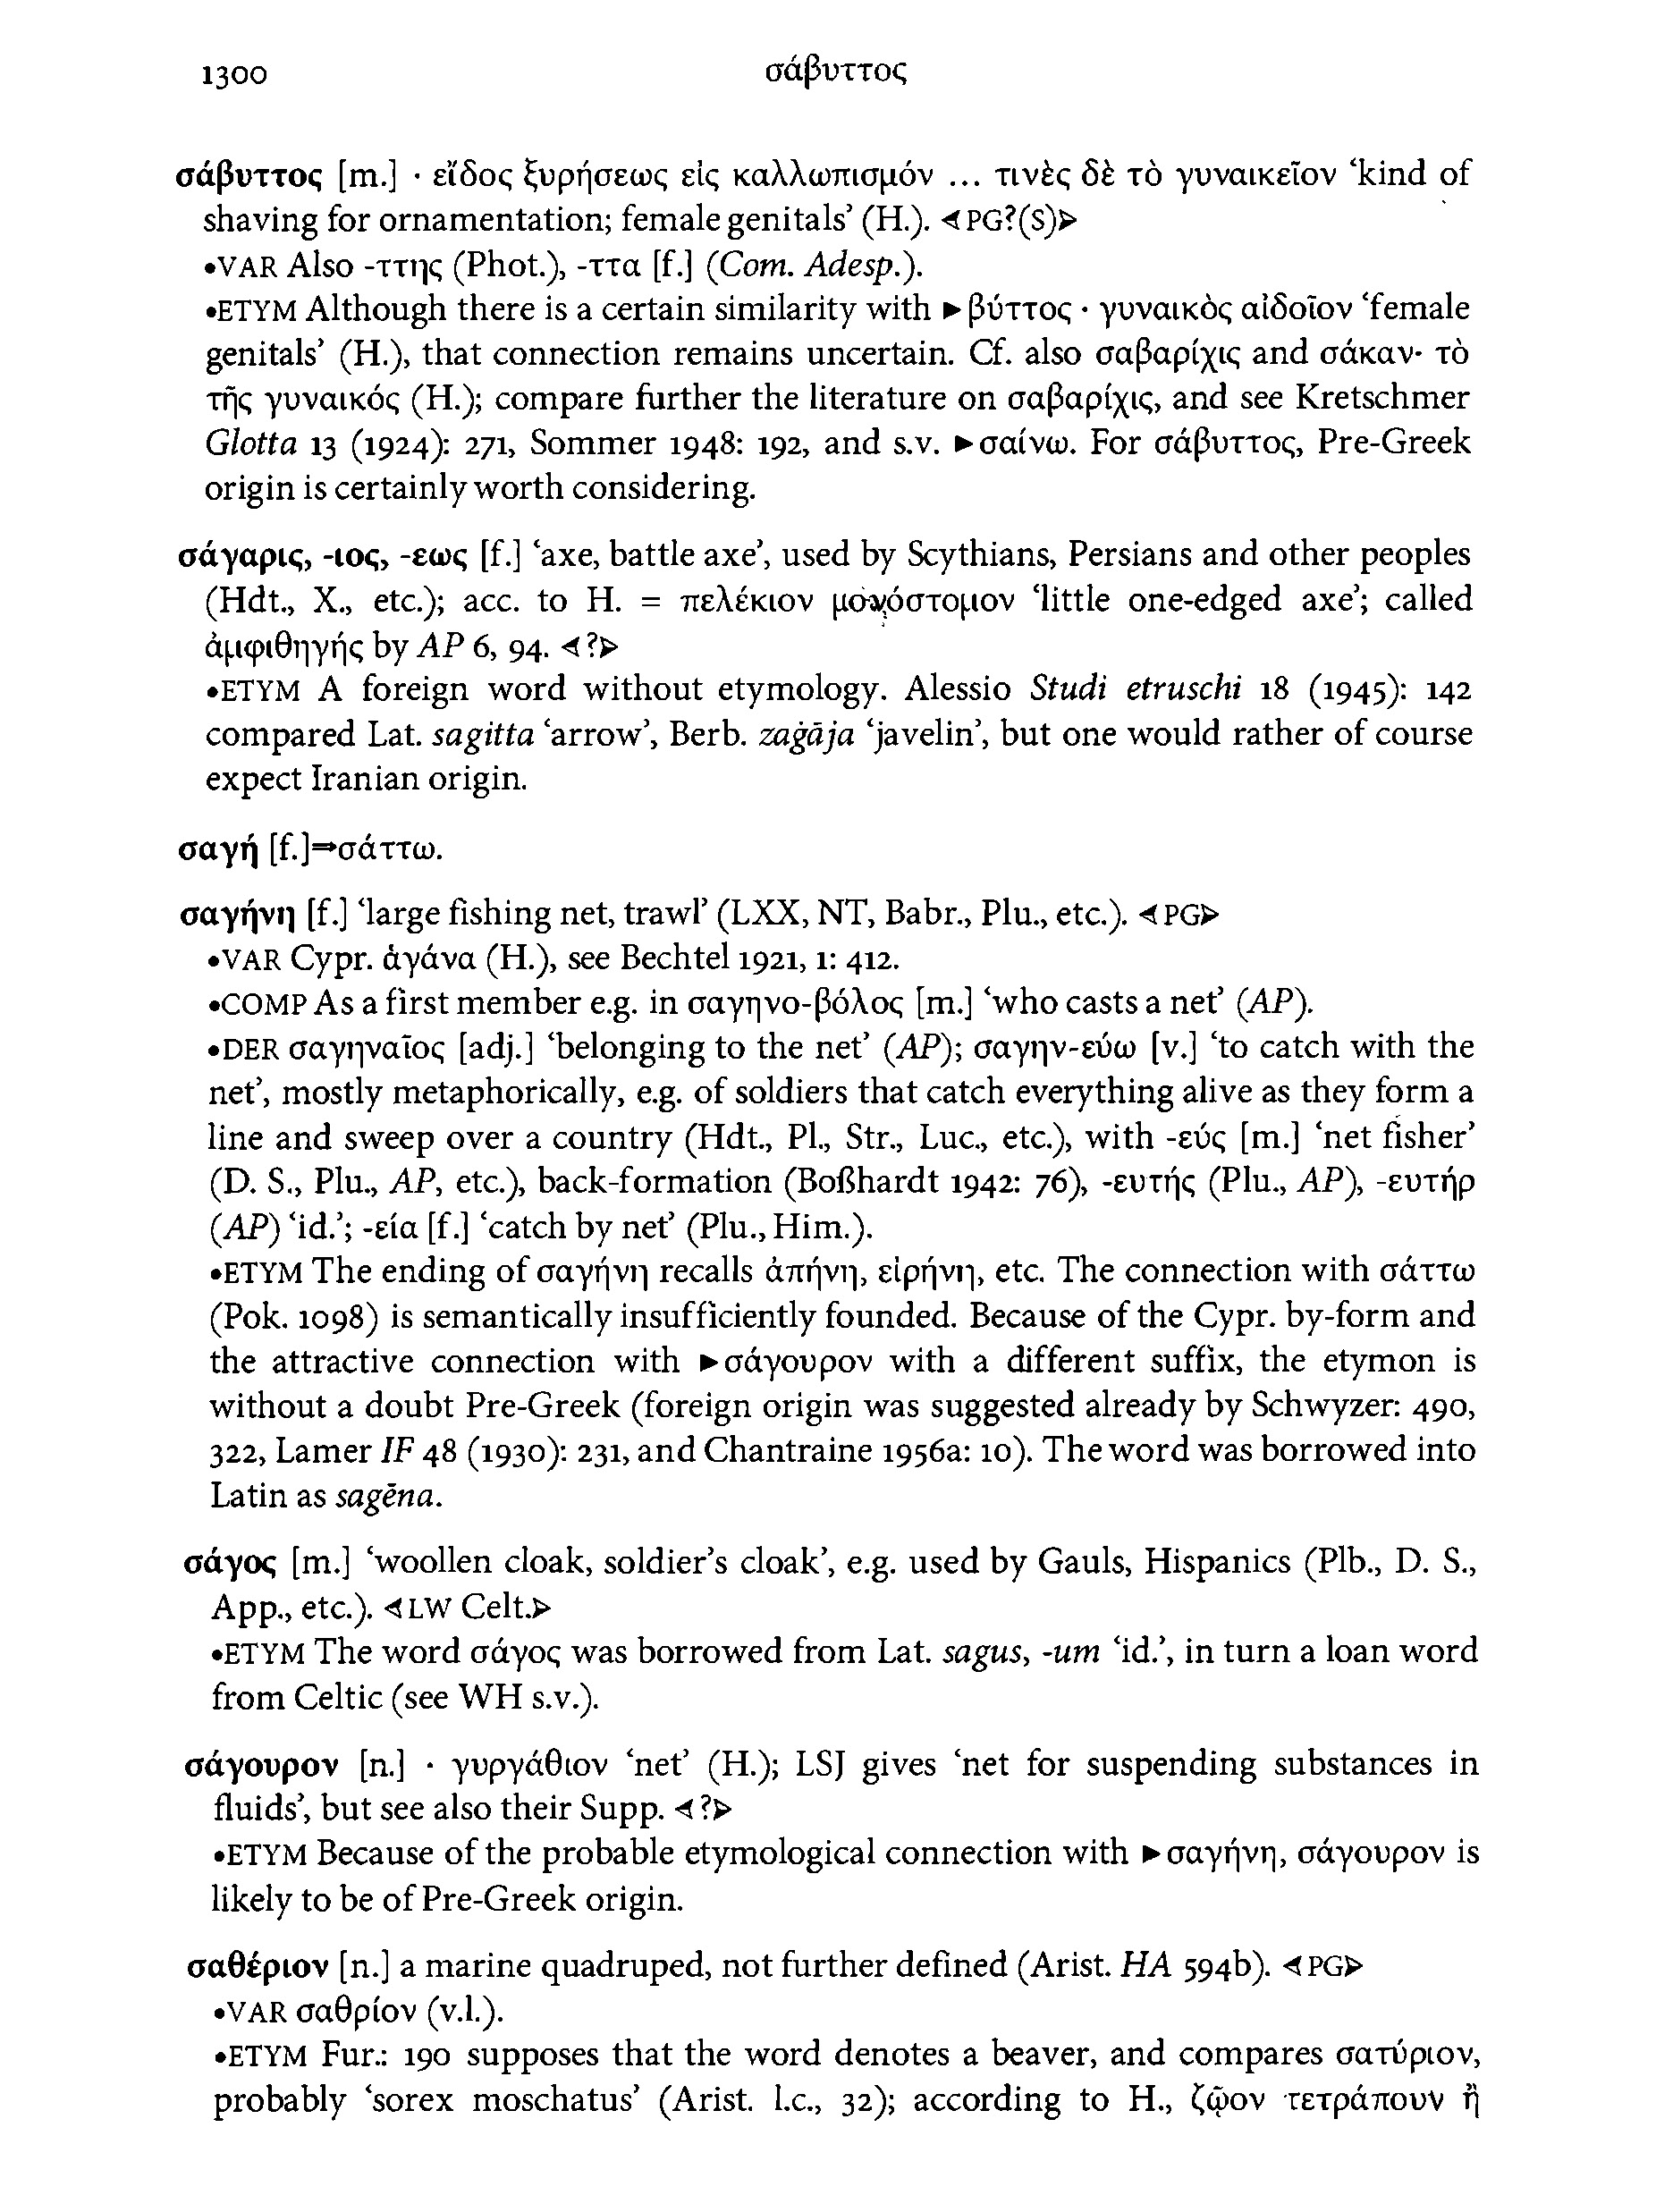 1300 σάβυττος
σάβυττος [m.] · εἴδος ξυρήσεως εἰς καλλωπισμόν ... τινὲς δὲ τὸ γυναικεῖον ‘kind of
shaving for ornamentation; female genitals’ (H.). ⊲PG?(S)⊳
•VAR Also -ττης (Phot.), -ττα [f.] (Com. Adesp.).
•ETYM Although there is a certain similarity with ►βύττος · γυναικὸς αἰδοῖον ‘female
genitals’ (H.), that connection remains uncertain. Cf. also σαβαρίχις and σάκαν· τὸ
τῆς γυναικός (H.); compare further the literature on σαβαρίχις, and see Kretschmer
Glotta 13 (1924): 271, Sommer 1948: 192, and s.v. ►σαίνω. For σάβυττος, Pre-Greek
origin is certainly worth considering.
σάγαρις, -ιος, -εως [f.] ‘axe, battle axe’, used by Scythians, Persians and other peoples
(Hdt., X., etc.); acc. to H. = πελέκιον μονόστομον ‘little one-edged axe’; called
ἀμφιθηγής by AP 6, 94. ⊲?⊳
•ETYM A foreign word without etymology. Alessio Studi etruschi 18 (1945): 142
compared Lat. sagitta ‘arrow’, Berb. zaġāja ‘javelin’, but one would rather of course
expect Iranian origin.
σαγή [f.]⇒σάττω.
σαγήνη [f.] ‘large fishing net, trawl’ (LXX, NT, Babr., Plu., etc.). ⊲PG⊳
•VAR Cypr. ἁγάνα (H.), see Bechtel 1921, 1: 412.
•COMP As a first member e.g. in σαγηνο-βόλος [m.] ‘who casts a net’ (AP).
•DER σαγηναῖος [adj.] ‘belonging to the net’ (AP); σαγην-εύω [v.] ‘to catch with the
net’, mostly metaphorically, e.g. of soldiers that catch everything alive as they form a
line and sweep over a country (Hdt., Pl., Str., Luc., etc.), with -εύς [m.] ‘net fisher’
(D. S., Plu., AP, etc.), back-formation (Boßhardt 1942: 76), -ευτής (Plu., AP), -ευτήρ
(AP) ‘id.’; -εία [f.] ‘catch by net’ (Plu., Him.).
•ETYM The ending of σαγήνη recalls ἀπήνη, εἰρήνη, etc. The connection with σάττω
(Pok. 1098) is semantically insufficiently founded. Because of the Cypr. by-form and
the attractive connection with ►σάγουρον with a different suffix, the etymon is
without a doubt Pre-Greek (foreign origin was suggested already by Schwyzer: 490,
322, Lamer IF 48 (1930): 231, and Chantraine 1956a: 10). The word was borrowed into
Latin as sagēna.
σάγος [m.] ‘woollen cloak, soldier’s cloak’, e.g. used by Gauls, Hispanics (Plb., D. S.,
App., etc.). ⊲LW Celt.⊳
•ETYM The word σάγος was borrowed from Lat. sagus, -um ‘id.’, in turn a loan word
from Celtic (see WH s.v.).
σάγουρον [n.] · γυργάθιον ‘net’ (H.); LSJ gives ‘net for suspending substances in
fluids’, but see also their Supp. ⊲?⊳
•ETYM Because of the probable etymological connection with ►σαγήνη, σάγουρον is
likely to be of Pre-Greek origin.
σαθέριον [n.] a marine quadruped, not further defined (Arist. HA 594b). ⊲PG⊳
•VAR σαθρίον (v.l.).
•ETYM Fur.: 190 supposes that the word denotes a beaver, and compares σατύριον,
probably ‘sorex moschatus’ (Arist. l.c., 32); according to H., ζῷον τετράπουν ἢ